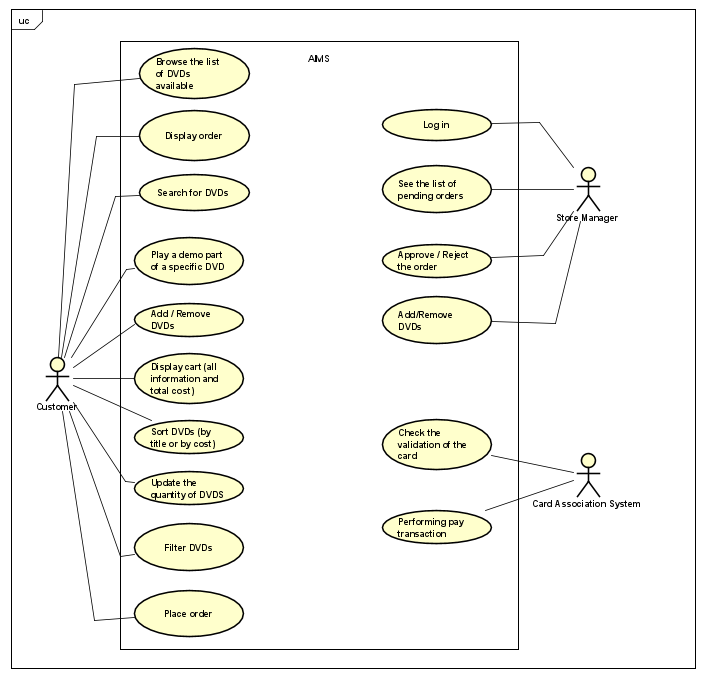 uc
AIMS
Browse the list
of DVDs
available
Display order
Search for DVDs
Play a demo part
of a specific DVD
Add / Remove
DVDs
Display cart (all
information and
total cost)
Sort DVDs (by
title or by cost)
Update the
quantity of DVDS
Filter DVDs
Place order
Customer
Log in
See the list of
pending orders
Approve / Reject
the order
Add/Remove
DVDs
Check the
validation of the
card
Performing pay
transaction
Store Manager
Card Association System